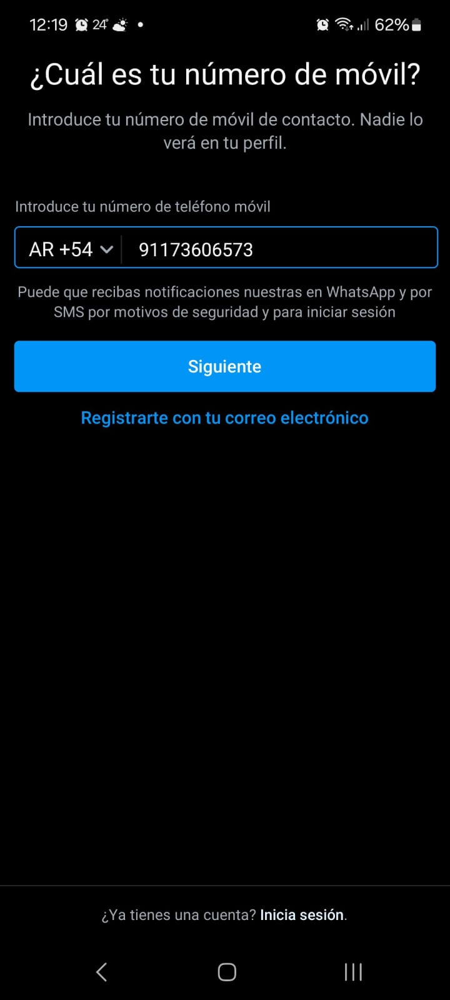 12:19 24° 62%
¿Cuál es tu número de móvil?
Introduce tu número de móvil de contacto. Nadie lo
verá en tu perfil.
Introduce tu número de teléfono móvil
AR +54 91173606573
Puede que recibas notificaciones nuestras en WhatsApp y por
SMS por motivos de seguridad y para iniciar sesión
Siguiente
Registrarte con tu correo electrónico
¿Ya tienes una cuenta? Inicia sesión.